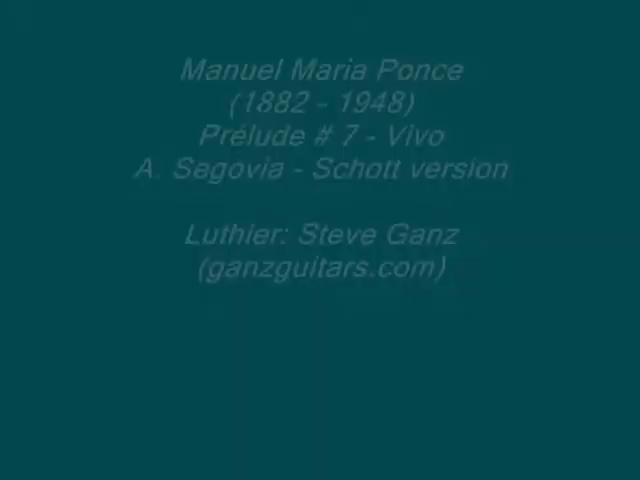 Manuel Maria Ponce
(1882 - 1948)
Prélude # 7 - Vivo
A. Segovia - Schott version
Luthier: Steve Ganz
(ganzguitars.com)